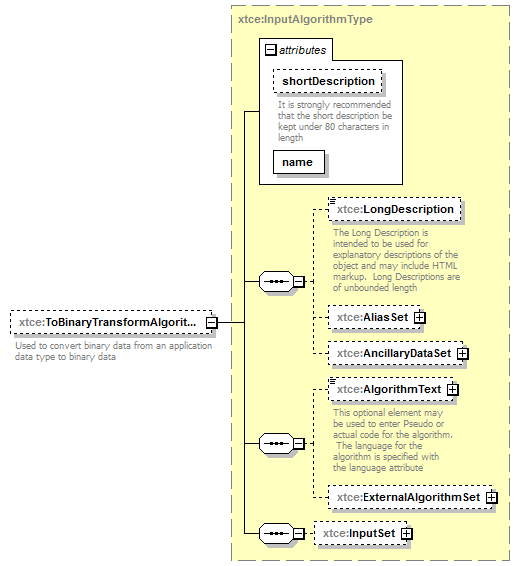 xtce:InputAlgorithmType
attributes
shortDescription
It is strongly recommended
that the short description be
kept under 80 characters in
length
name
xtce:LongDescription
The Long Description is
intended to be used for
explanatory descriptions of the
object and may include HTML
markup.  Long Descriptions are
of unbounded length
xtce:AliasSet
xtce:ToBinaryTransformAlgorit...
Used to convert binary data from an application
data type to binary data
xtce:AncillaryDataSet
xtce:AlgorithmText
This optional element may
be used to enter Pseudo or
actual code for the algorithm.
The language for the
algorithm is specified with
the language attribute
xtce:ExternalAlgorithmSet
xtce:InputSet